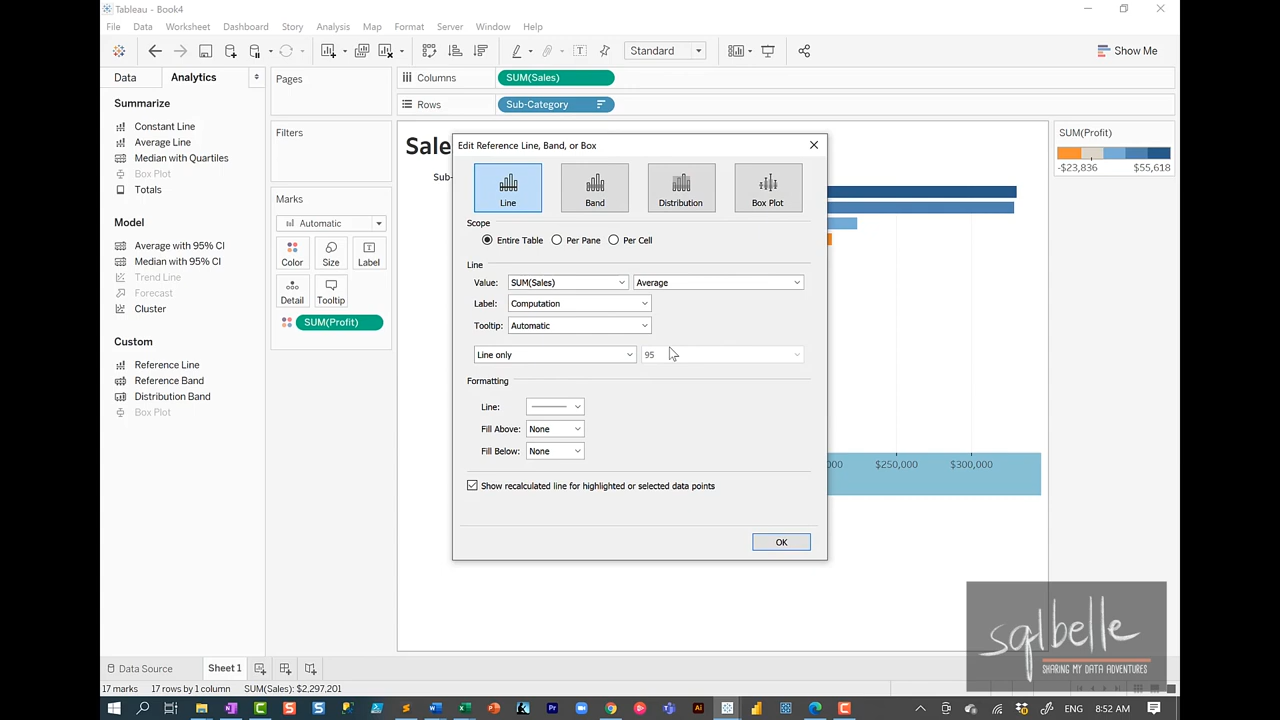 Tableau - Book4
File Data Worksheet Dashboard Story Analysis Map Format Server Window Help
Standard
Show Me
Data Analytics
Summarize
Constant Line
Average Line
Median with Quartiles
Box Plot
Totals
Model
Average with 95% CI
Median with 95% CI
Trend Line
Forecast
Cluster
Custom
Reference Line
Reference Band
Distribution Band
Box Plot
Pages
Filters
Marks
Automatic
Color Size Label
Detail Tooltip
SUM(Profit)
Columns SUM(Sales)
Rows Sub-Category
Sale
Sub-
Edit Reference Line, Band, or Box
Line Band Distribution Box Plot
Scope
Entire Table Per Pane Per Cell
Line
Value: SUM(Sales) Average
Label: Computation
Tooltip: Automatic
Line only 95
Formatting
Line:
Fill Above: None
Fill Below: None
Show recalculated line for highlighted or selected data points
OK
000 $250,000 $300,000
SUM(Profit)
-$23,836 $55,618
sqlbelle
SHARING MY DATA ADVENTURES
Data Source Sheet 1
17 marks 17 rows by 1 column SUM(Sales): $2,297,201
ENG 8:52 AM